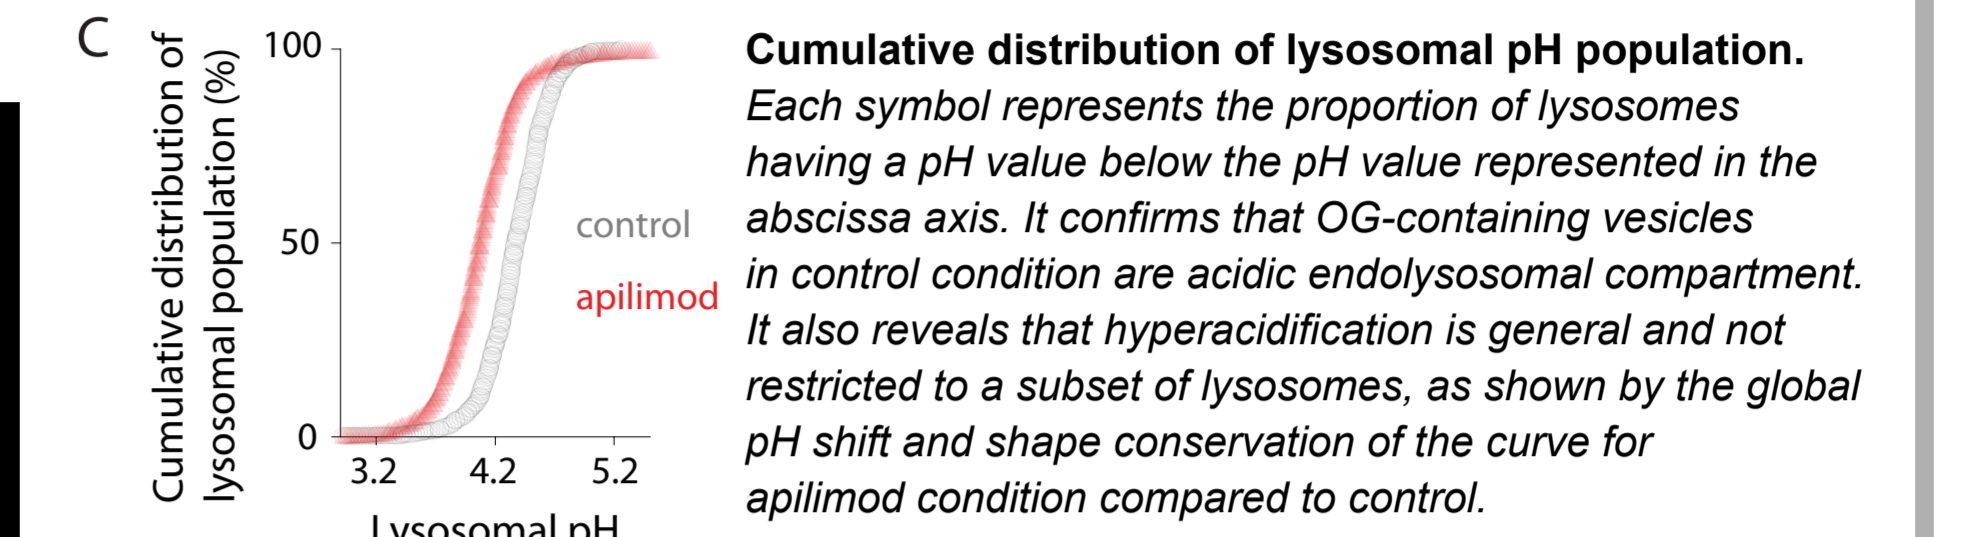 C
Cumulative distribution of
lysosomal population (%)
100
50
0
3.2 4.2 5.2
Lysosomal pH
control
apilimod
Cumulative distribution of lysosomal pH population.
Each symbol represents the proportion of lysosomes
having a pH value below the pH value represented in the
abscissa axis. It confirms that OG-containing vesicles
in control condition are acidic endolysosomal compartment.
It also reveals that hyperacidification is general and not
restricted to a subset of lysosomes, as shown by the global
pH shift and shape conservation of the curve for
apilimod condition compared to control.